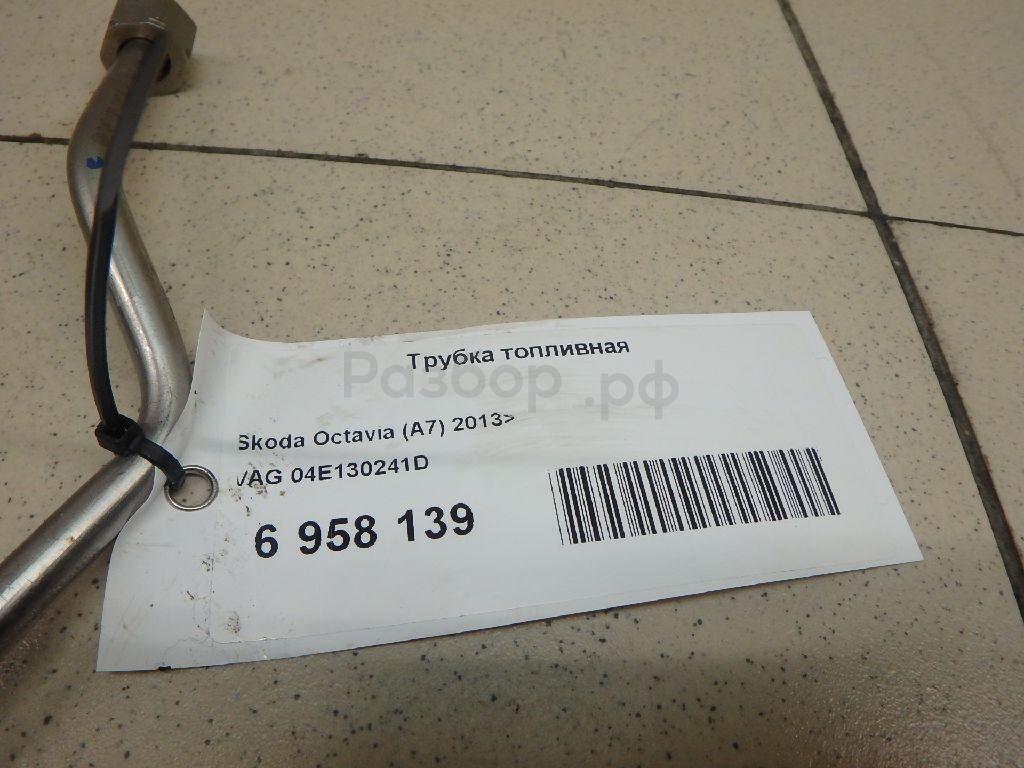 Трубка топливная
Разбор.рф
Skoda Octavia (A7) 2013>
VAG 04E130241D
6 958 139